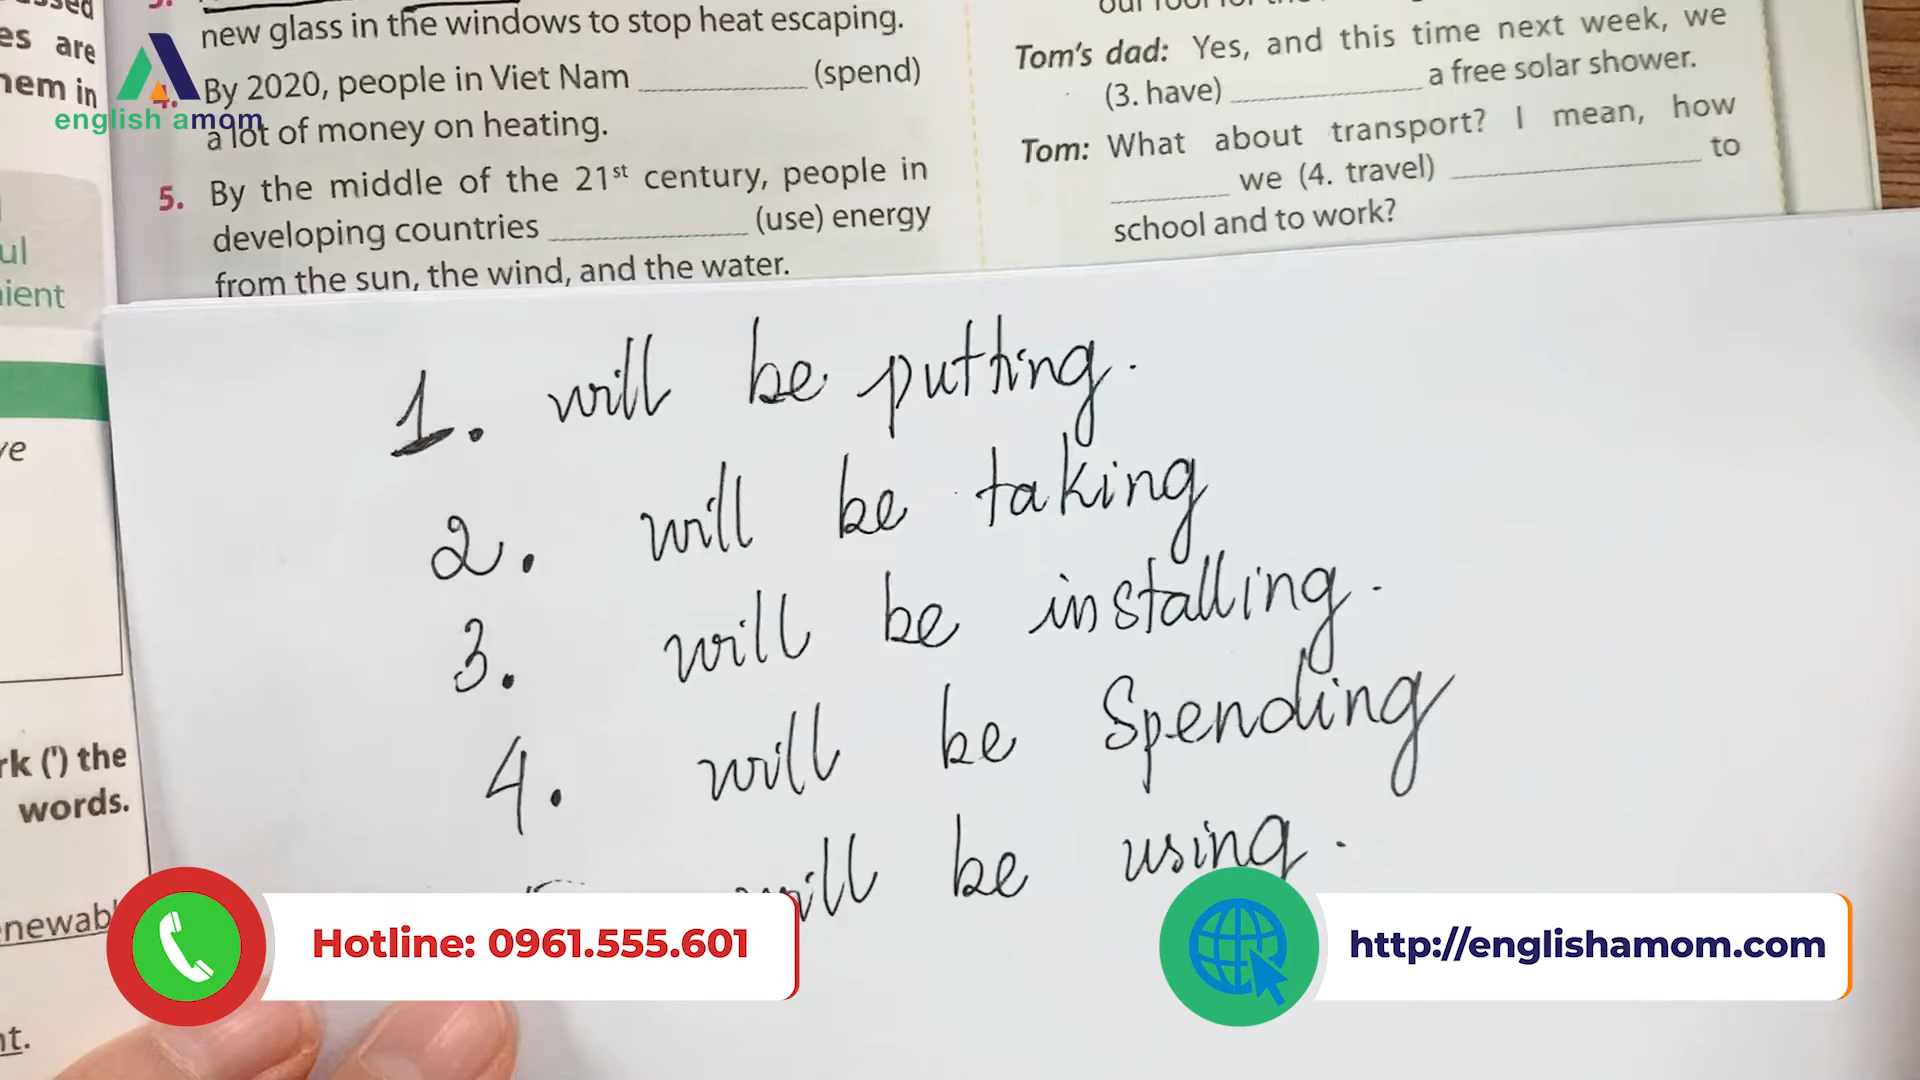 es are
hem in
ul
nient
ve
rk (') the
words.
nt.
english amom
new glass in the windows to stop heat escaping.
4. By 2020, people in Viet Nam ____________ (spend)
a lot of money on heating.
5. By the middle of the 21st century, people in
developing countries ____________ (use) energy
from the sun, the wind, and the water.
Tom's dad: Yes, and this time next week, we
(3. have) ____________ a free solar shower.
Tom: What about transport? I mean, how
____________ we (4. travel) ____________ to
school and to work?
1. will be putting.
2. will be taking
3. will be installing.
4. will be Spending
will be using.
Hotline: 0961.555.601
http://englishamom.com